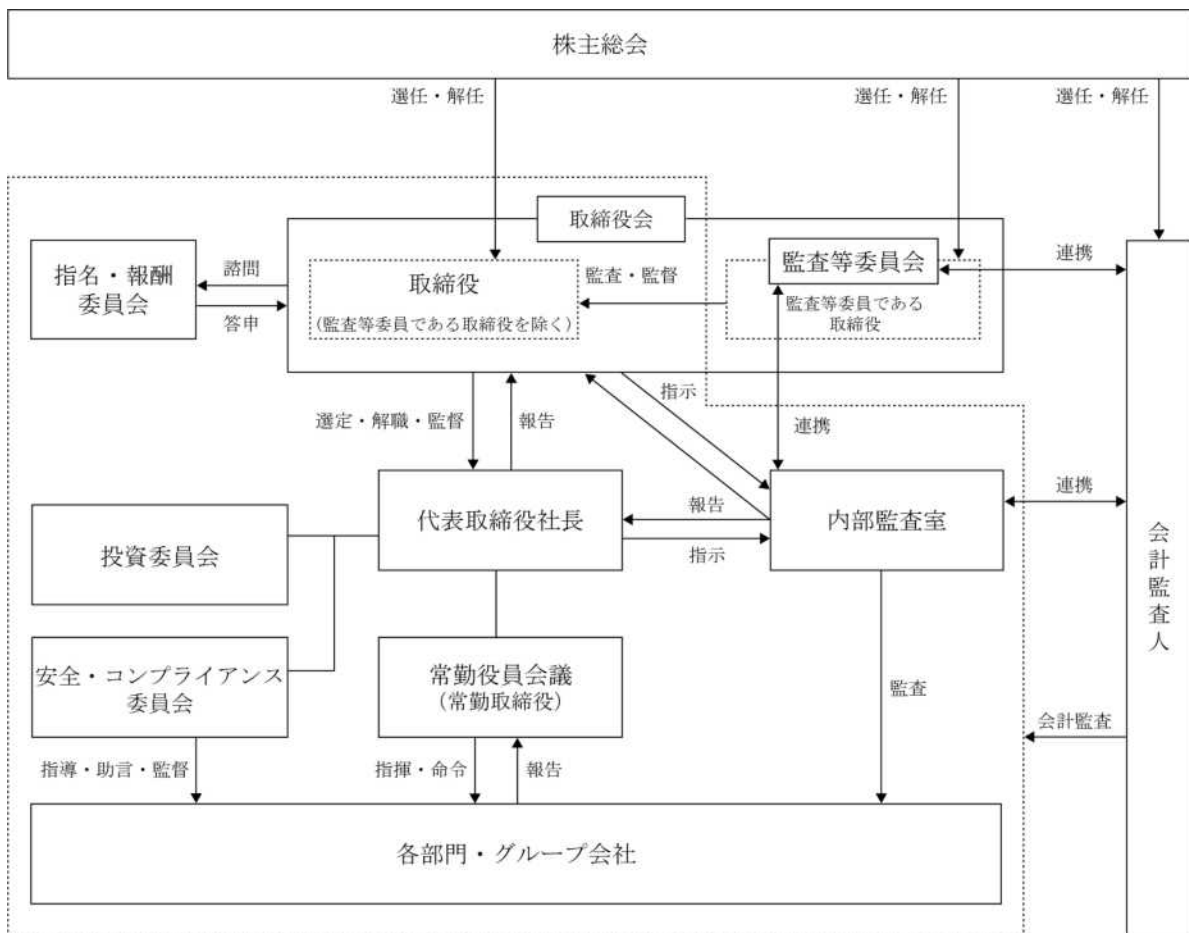 株主総会
選任・解任
選任・解任
選任・解任
取締役会
指名・報酬
委員会
諮問
答申
取締役
(監査等委員である取締役を除く)
監査・監督
監査等委員会
監査等委員である
取締役
連携
選定・解職・監督
報告
指示
連携
代表取締役社長
報告
指示
内部監査室
連携
投資委員会
安全・コンプライアンス
委員会
常勤役員会議
(常勤取締役)
監査
会計監査
会計監査人
指導・助言・監督
指揮・命令
報告
各部門・グループ会社